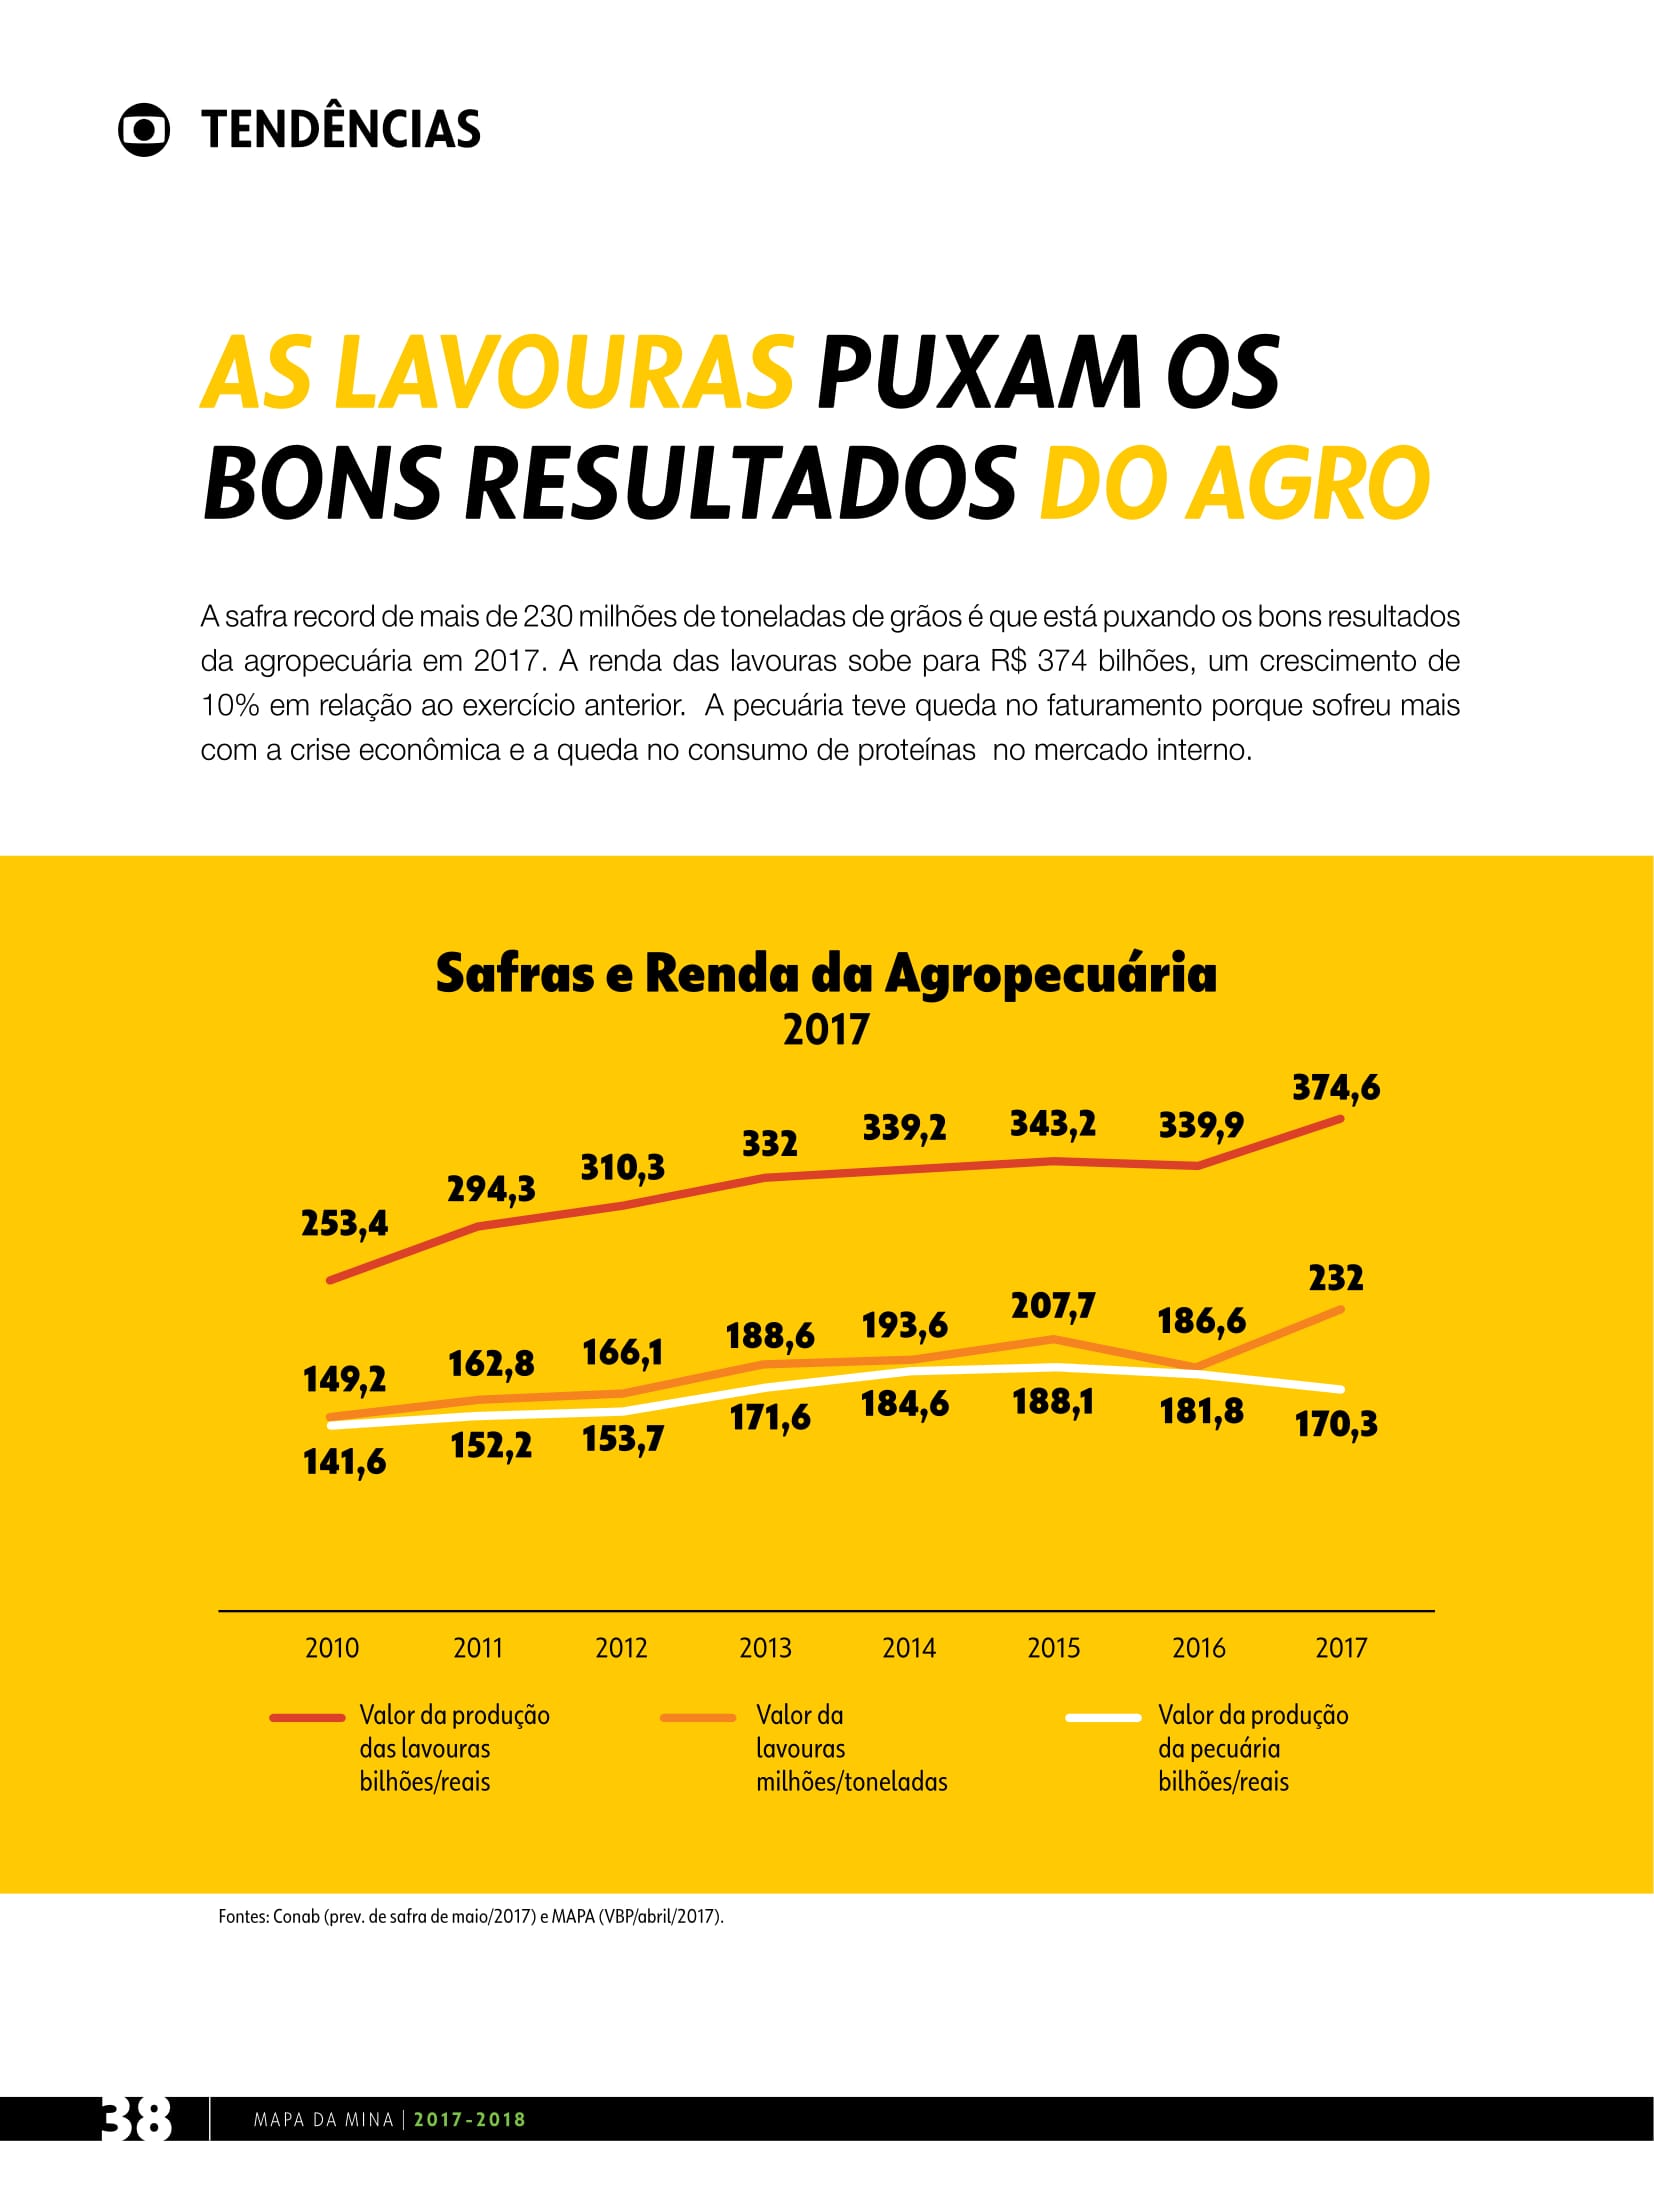 TENDÊNCIAS
AS LAVOURAS PUXAM OS
BONS RESULTADOS DO AGRO
A safra record de mais de 230 milhões de toneladas de grãos é que está puxando os bons resultados
da agropecuária em 2017. A renda das lavouras sobe para R$ 374 bilhões, um crescimento de
10% em relação ao exercício anterior. A pecuária teve queda no faturamento porque sofreu mais
com a crise econômica e a queda no consumo de proteínas no mercado interno.
Safras e Renda da Agropecuária
2017
253,4 294,3 310,3 332 339,2 343,2 339,9 374,6
149,2 162,8 166,1 188,6 193,6 207,7 186,6 232
141,6 152,2 153,7 171,6 184,6 188,1 181,8 170,3
2010 2011 2012 2013 2014 2015 2016 2017
Valor da produção
das lavouras
bilhões/reais
Valor da
lavouras
milhões/toneladas
Valor da produção
da pecuária
bilhões/reais
Fontes: Conab (prev. de safra de maio/2017) e MAPA (VBP/abril/2017).
38 MAPA DA MINA | 2017-2018